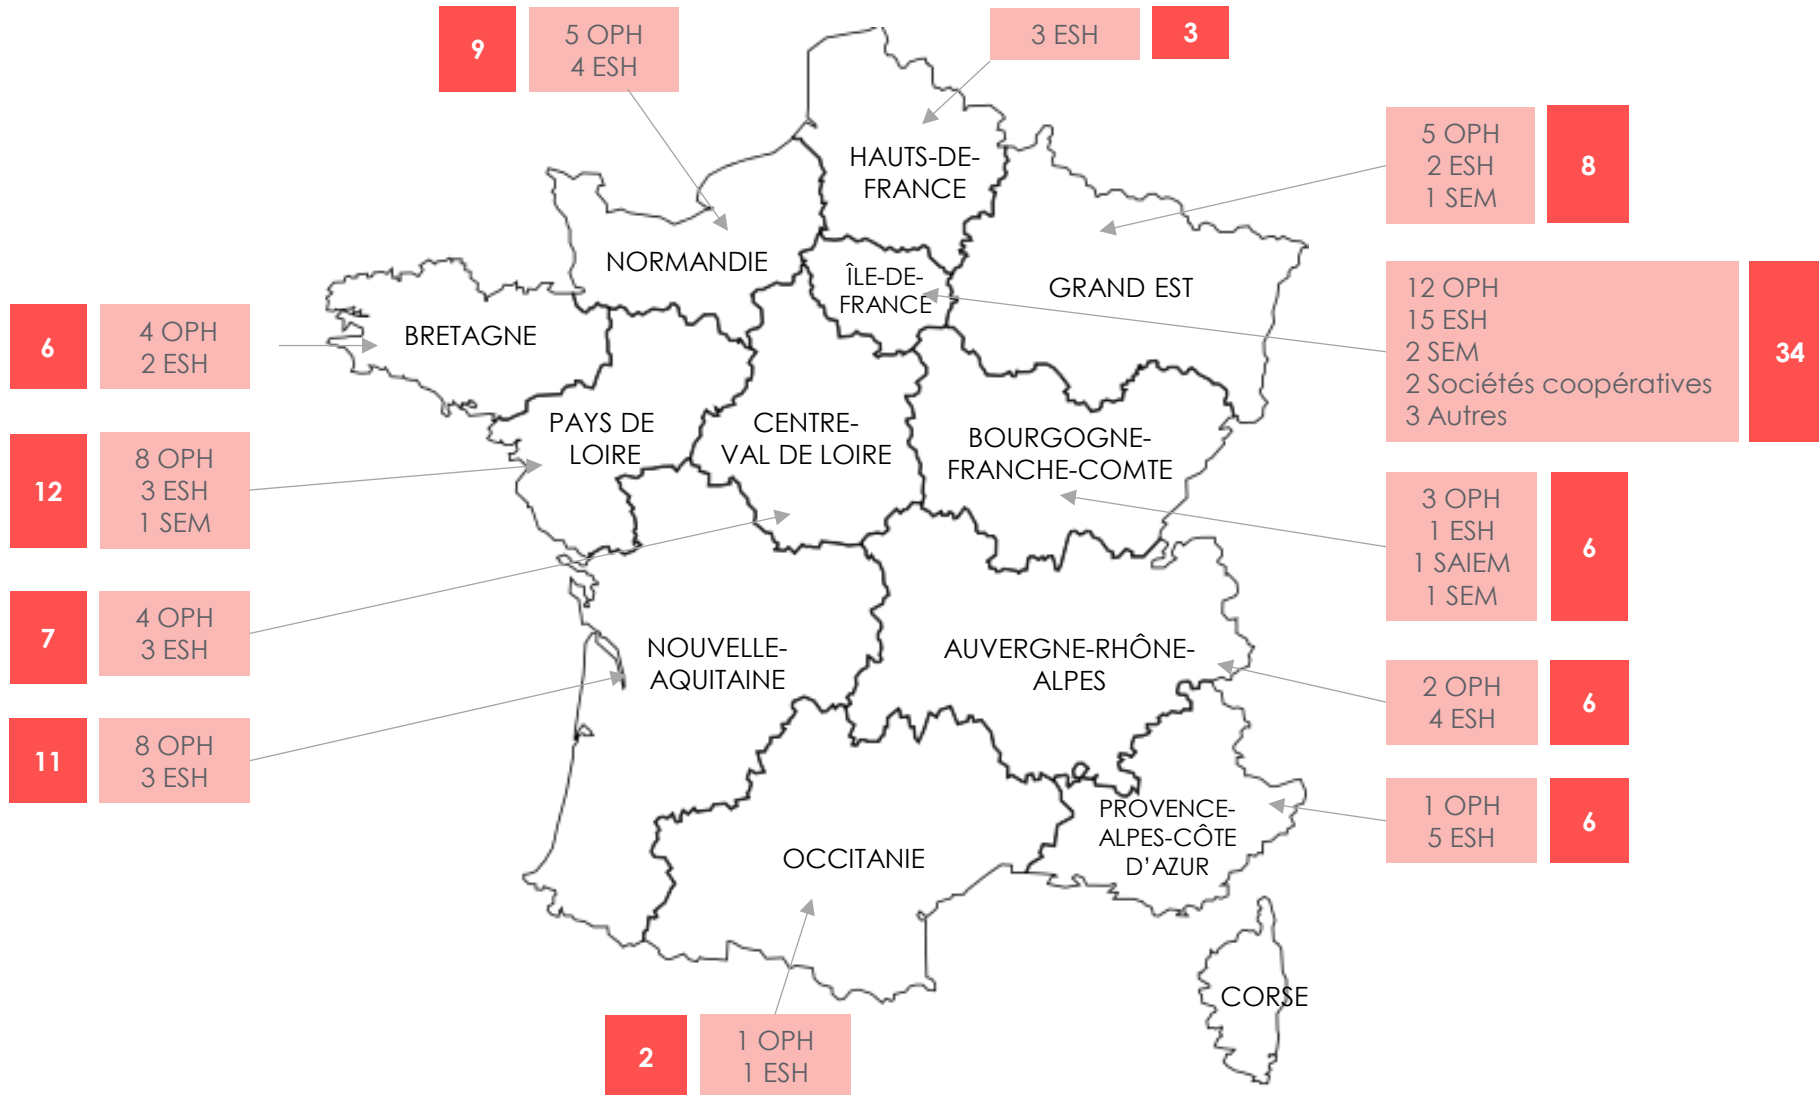 9
5 OPH
4 ESH
3 ESH
3
5 OPH
2 ESH
1 SEM
8
HAUTS-DE-
FRANCE
NORMANDIE
ÎLE-DE-
FRANCE
GRAND EST
12 OPH
15 ESH
2 SEM
2 Sociétés coopératives
3 Autres
34
6
4 OPH
2 ESH
BRETAGNE
PAYS DE
LOIRE
CENTRE-
VAL DE LOIRE
BOURGOGNE-
FRANCHE-COMTE
12
8 OPH
3 ESH
1 SEM
3 OPH
1 ESH
1 SAIEM
1 SEM
6
7
4 OPH
3 ESH
NOUVELLE-
AQUITAINE
AUVERGNE-RHÔNE-
ALPES
2 OPH
4 ESH
6
11
8 OPH
3 ESH
PROVENCE-
ALPES-CÔTE
D'AZUR
1 OPH
5 ESH
6
OCCITANIE
CORSE
2
1 OPH
1 ESH